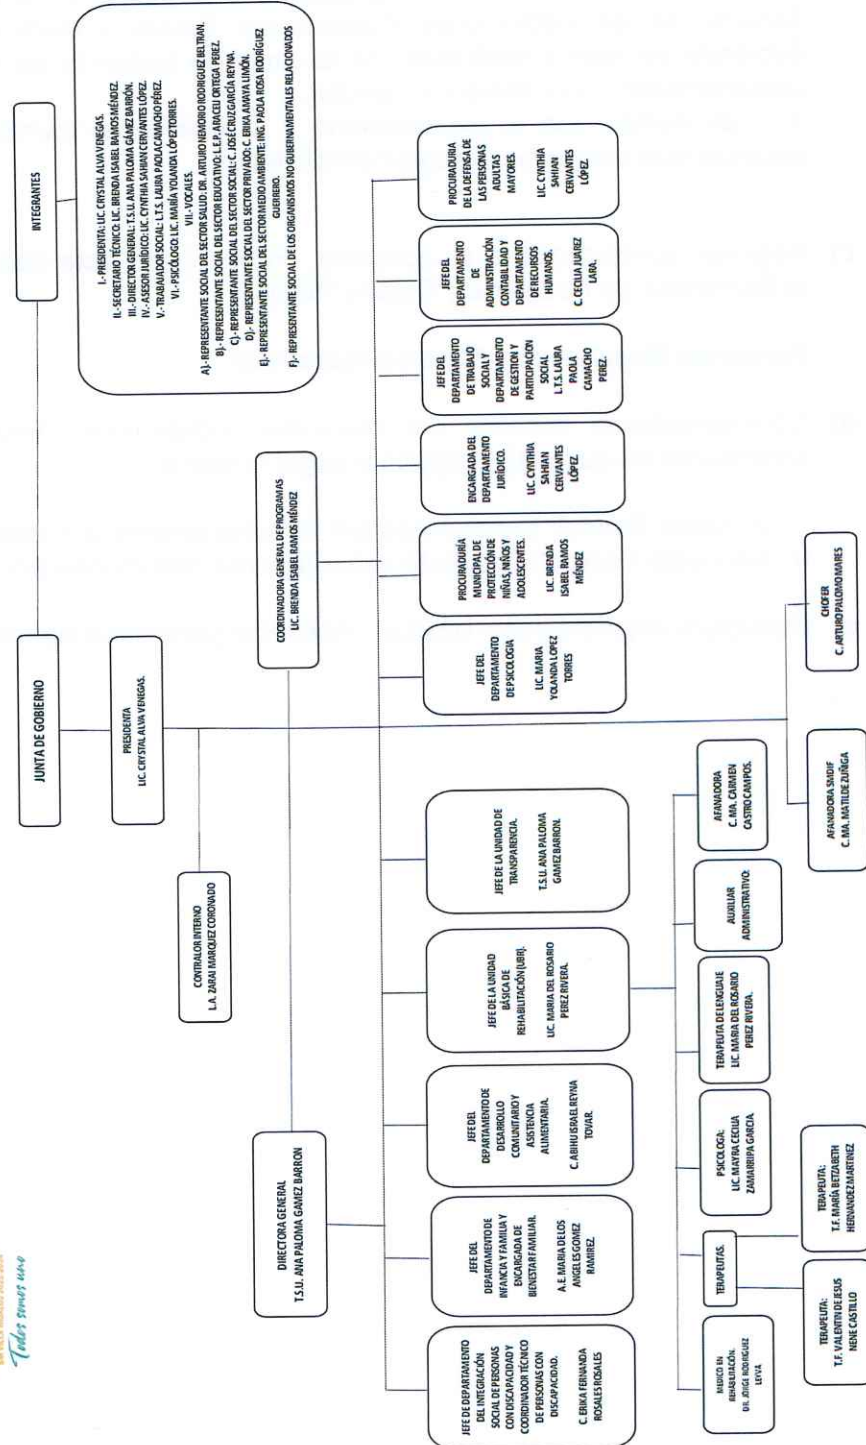 Todos somos uno
JUNTA DE GOBIERNO
INTEGRANTES
I.- PRESIDENTA: LIC. CRYSTAL ALVA VENEGAS.
II.- SECRETARIO TÉCNICO: LIC. BRENDA ISABEL RAMOS MÉNDEZ.
III.- DIRECTOR GENERAL: T.S.U. ANA PALOMA GÁMEZ BARRÓN.
IV.- ASESOR JURÍDICO: LIC. CYNTHIA SAHIAN CERVANTES LÓPEZ.
V.- TRABAJADOR SOCIAL: L.T.S. LAURA PAOLA CAMACHO PÉREZ.
VI.- PSICÓLOGO: LIC. MARÍA YOLANDA LÓPEZ TORRES.
VII.- VOCALES.
A).- REPRESENTANTE SOCIAL DEL SECTOR SALUD: DR. ARTURO NEMORIO RODRIGUEZ BELTRAN.
B).- REPRESENTANTE SOCIAL DEL SECTOR EDUCATIVO: L.E.P. ARACELI ORTEGA PEREZ.
C).- REPRESENTANTE SOCIAL DEL SECTOR SOCIAL: C. JOSÉ CRUZ GARCÍA REYNA.
D).- REPRESENTANTE SOCIAL DEL SECTOR PRIVADO: C. ERIKA AMAYA LIMÓN.
E).- REPRESENTANTE SOCIAL DEL SECTOR MEDIO AMBIENTE: ING. PAOLA ROSA RODRÍGUEZ
GUERRERO.
F).- REPRESENTANTE SOCIAL DE LOS ORGANISMOS NO GUBERNAMENTALES RELACIONADOS
PRESIDENTA
LIC. CRYSTAL ALVA VENEGAS.
CONTRALOR INTERNO
L.A. ZARAI MARQUEZ CORONADO
DIRECTORA GENERAL
T.S.U. ANA PALOMA GAMEZ BARRON
COORDINADORA GENERAL DE PROGRAMAS
LIC. BRENDA ISABEL RAMOS MÉNDEZ
JEFE DE DEPARTAMENTO
DEL INTEGRACIÓN
SOCIAL DE PERSONAS
CON DISCAPACIDAD Y
COORDINADOR TÉCNICO
DE PERSONAS CON
DISCAPACIDAD.
C. ERIKA FERNANDA
ROSALES ROSALES
JEFE DEL
DEPARTAMENTO DE
INFANCIA Y FAMILIA Y
ENCARGADA DE
BIENESTAR FAMILIAR.
A.E. MARIA DE LOS
ANGELES GOMEZ
RAMIREZ.
JEFE DEL
DEPARTAMENTO DE
DESARROLLO
COMUNITARIO Y
ASISTENCIA
ALIMENTARIA.
C. ABIHU ISRAEL REYNA
TOVAR.
JEFE DE LA UNIDAD
BÁSICA DE
REHABILITACIÓN (UBR).
LIC. MARIA DEL ROSARIO
PEREZ RIVERA.
JEFE DE LA UNIDAD DE
TRANSPARENCIA.
T.S.U. ANA PALOMA
GAMEZ BARRON.
JEFE DEL
DEPARTAMENTO
DE PSICOLOGIA
LIC. MARIA
YOLANDA LOPEZ
TORRES
PROCURADURÍA
MUNICIPAL DE
PROTECCIÓN DE
NIÑAS, NIÑOS Y
ADOLESCENTES.
LIC. BRENDA
ISABEL RAMOS
MÉNDEZ
ENCARGADA DEL
DEPARTAMENTO
JURÍDICO.
LIC. CYNTHIA
SAHIAN
CERVANTES
LÓPEZ.
JEFE DEL
DEPARTAMENTO
DE TRABAJO
SOCIAL Y
DEPARTAMENTO
DE GESTION Y
PARTICIPACION
SOCIAL
L.T.S. LAURA
PAOLA
CAMACHO
PEREZ.
JEFE DEL
DEPARTAMENTO
DE
ADMINISTRACIÓN
CONTABILIDAD Y
DEPARTAMENTO
DE RECURSOS
HUMANOS.
C. CECILIA JUAREZ
LARA.
PROCURADURIA
DE LA DEFENSA DE
LAS PERSONAS
ADULTAS
MAYORES.
LIC. CYNTHIA
SAHIAN
CERVANTES
LÓPEZ.
MEDICO EN
REHABILITACIÓN.
DR. JORGE RODRIGUEZ
LEYVA
TERAPEUTAS.
PSICOLOGA:
LIC. MAYRA CECILIA
ZAMARRIPA GARCIA
TERAPEUTA DE LENGUAJE
LIC. MARIA DEL ROSARIO
PEREZ RIVERA.
AUXILIAR
ADMINISTRATIVO:
AFANADORA
C. MA. CARMEN
CASTRO CAMPOS.
TERAPEUTA:
T.F. VALENTIN DE JESUS
NENE CASTILLO
TERAPEUTA:
T.F. MARÍA BETZABETH
HERNANDEZ MARTINEZ
AFANADORA SMDIF
C. MA. MATILDE ZUÑIGA
CHOFER
C. ARTURO PALOMO MARES